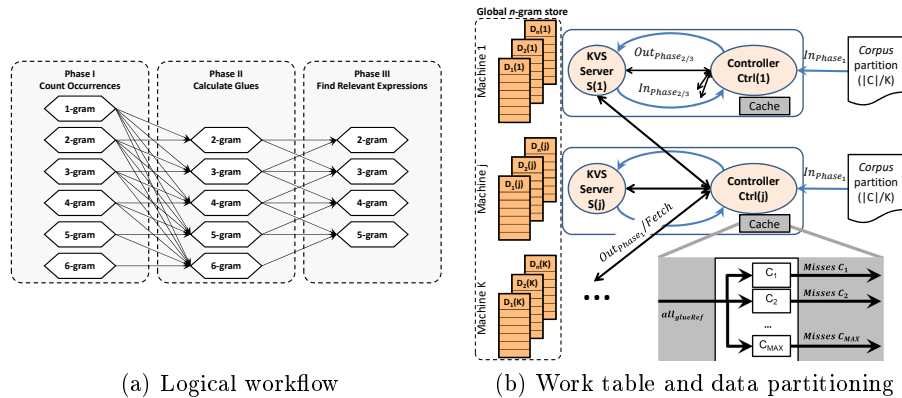 Phase I
Count Occurrences
Phase II
Calculate Glues
Phase III
Find Relevant Expressions
1-gram
2-gram
2-gram
2-gram
3-gram
3-gram
3-gram
4-gram
4-gram
4-gram
5-gram
5-gram
5-gram
6-gram
6-gram
(a) Logical workflow
Global n-gram store
Machine 1
Dn(1)
D2(1)
D1(1)
KVS
Server
S(1)
OutPhase2/3
InPhase2/3
Controller
Ctrl(1)
Cache
InPhase1
Corpus
partition
(|C|/K)
Machine j
Dn(j)
D2(j)
D1(j)
KVS
Server
S(j)
Controller
Ctrl(j)
Cache
InPhase1
Corpus
partition
(|C|/K)
OutPhase1/Fetch
Machine K
Dn(K)
D2(K)
D1(K)
...
allglueRef
C1
Misses C1
C2
Misses C2
...
CMAX
Misses CMAX
(b) Work table and data partitioning